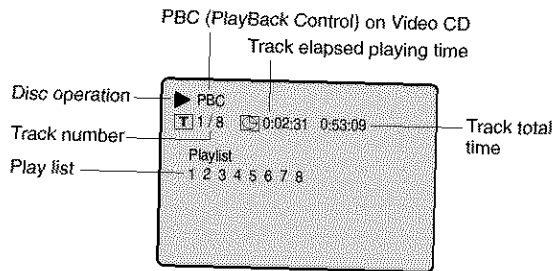 PBC (PlayBack Control) on Video CD
Track elapsed playing time
Disc operation
PBC
T 1 / 8 0:02:31 0:53:09
Track number
Track total
time
Playlist
Play list
1 2 3 4 5 6 7 8